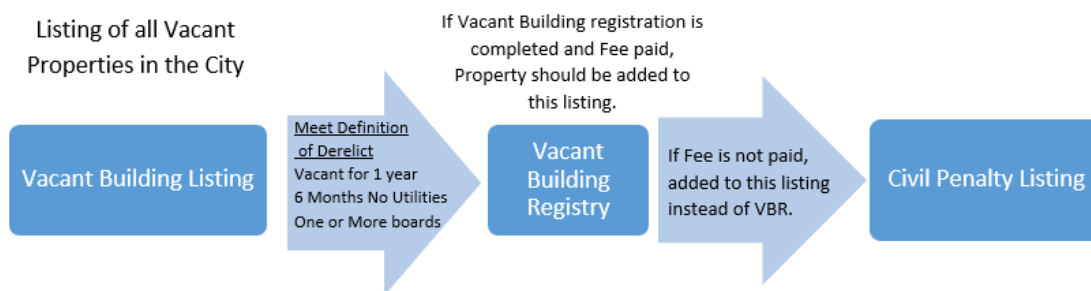 Listing of all Vacant
Properties in the City
Vacant Building Listing
Meet Definition
of Derelict
Vacant for 1 year
6 Months No Utilities
One or More boards
If Vacant Building registration is
completed and Fee paid,
Property should be added to
this listing.
Vacant
Building
Registry
If Fee is not paid,
added to this listing
instead of VBR.
Civil Penalty Listing